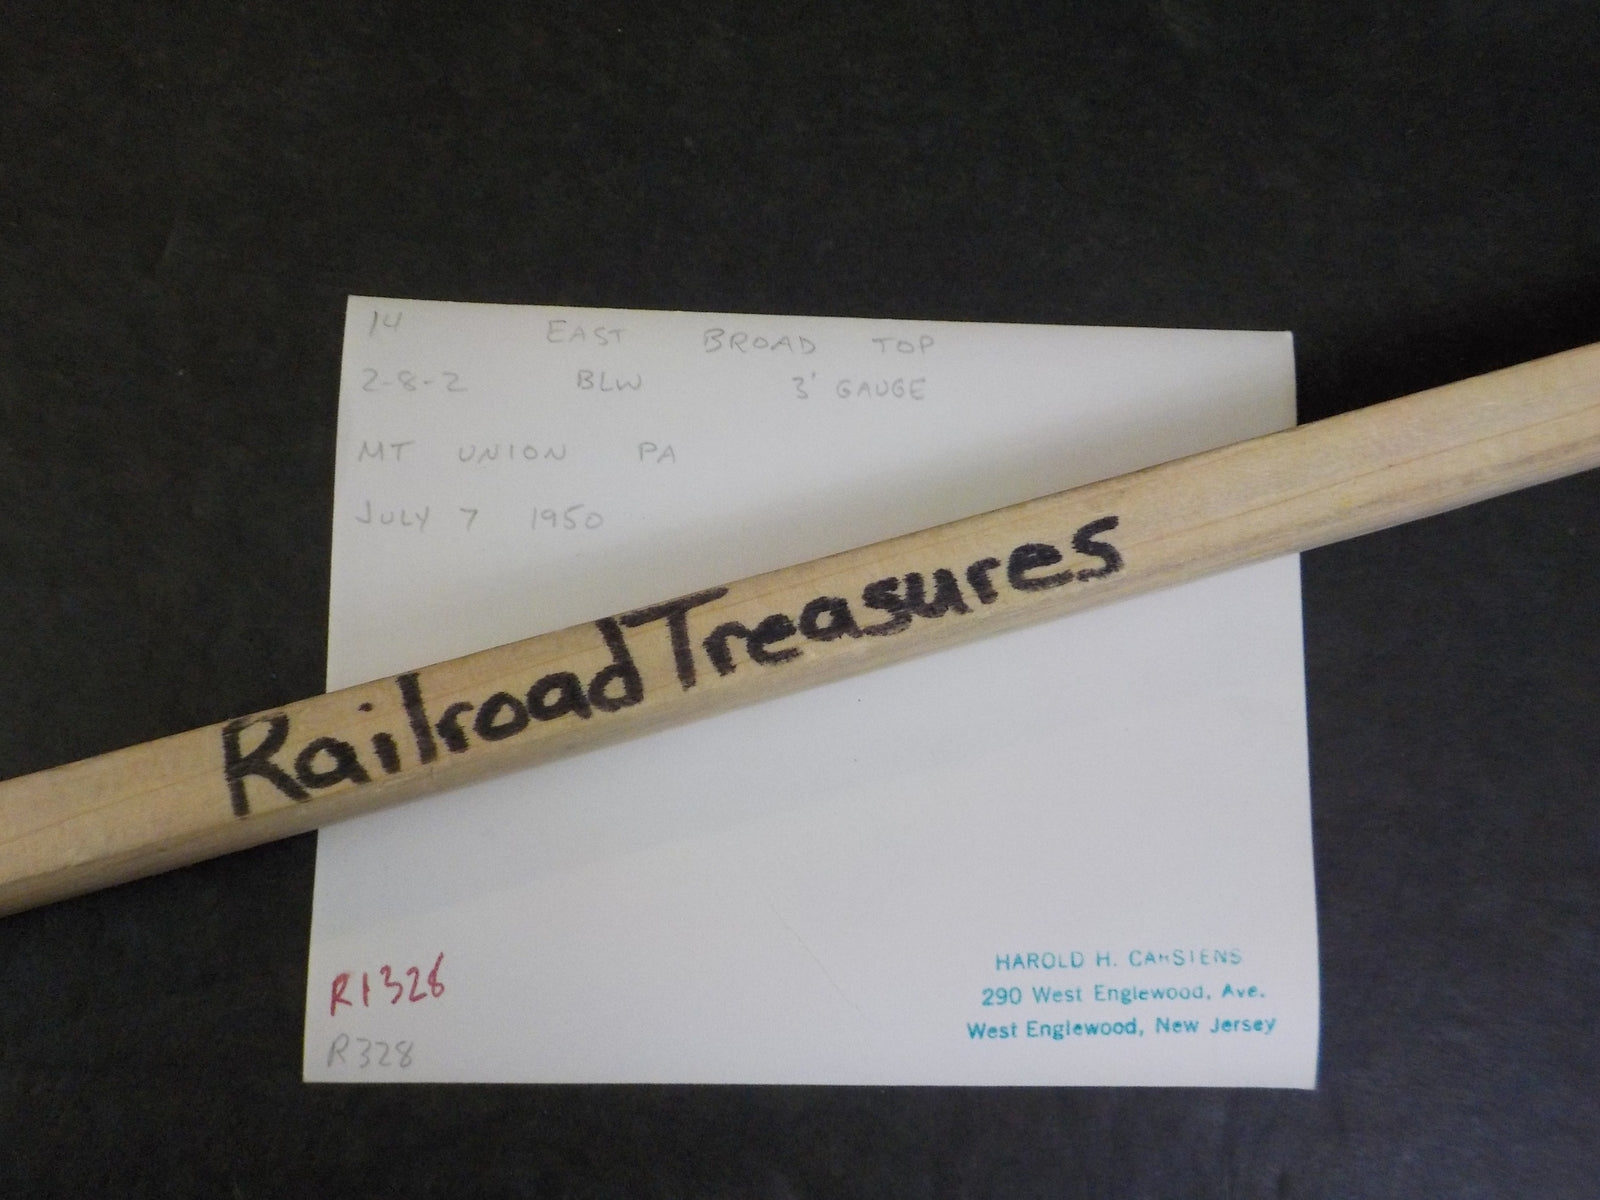 14 EAST BROAD TOP
2-8-2 BLW 3' GAUGE
MT UNION PA
JULY 7 1950
RailroadTreasures
R1326
R328
HAROLD H. CARSTENS
290 West Englewood, Ave.
West Englewood, New Jersey